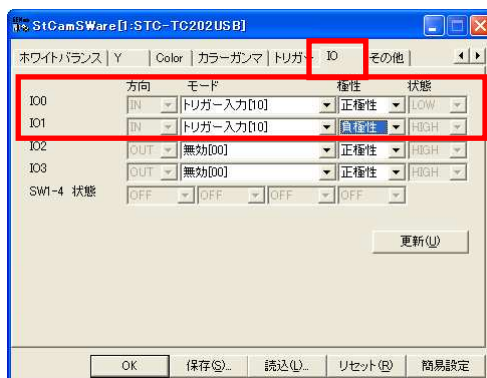 StCamSWare[1:STC-TC202USB]
ホワイトバランス Y Color カラーガンマ トリガー IO その他
方向 モード 極性 状態
IO0 IN トリガー入力[10] 正極性 LOW
IO1 IN トリガー入力[10] 負極性 HIGH
IO2 OUT 無効[00] 正極性 HIGH
IO3 OUT 無効[00] 正極性 HIGH
SW1-4 状態 OFF OFF OFF OFF
更新(U)
OK 保存(S)... 読込(L)... リセット(R) 簡易設定